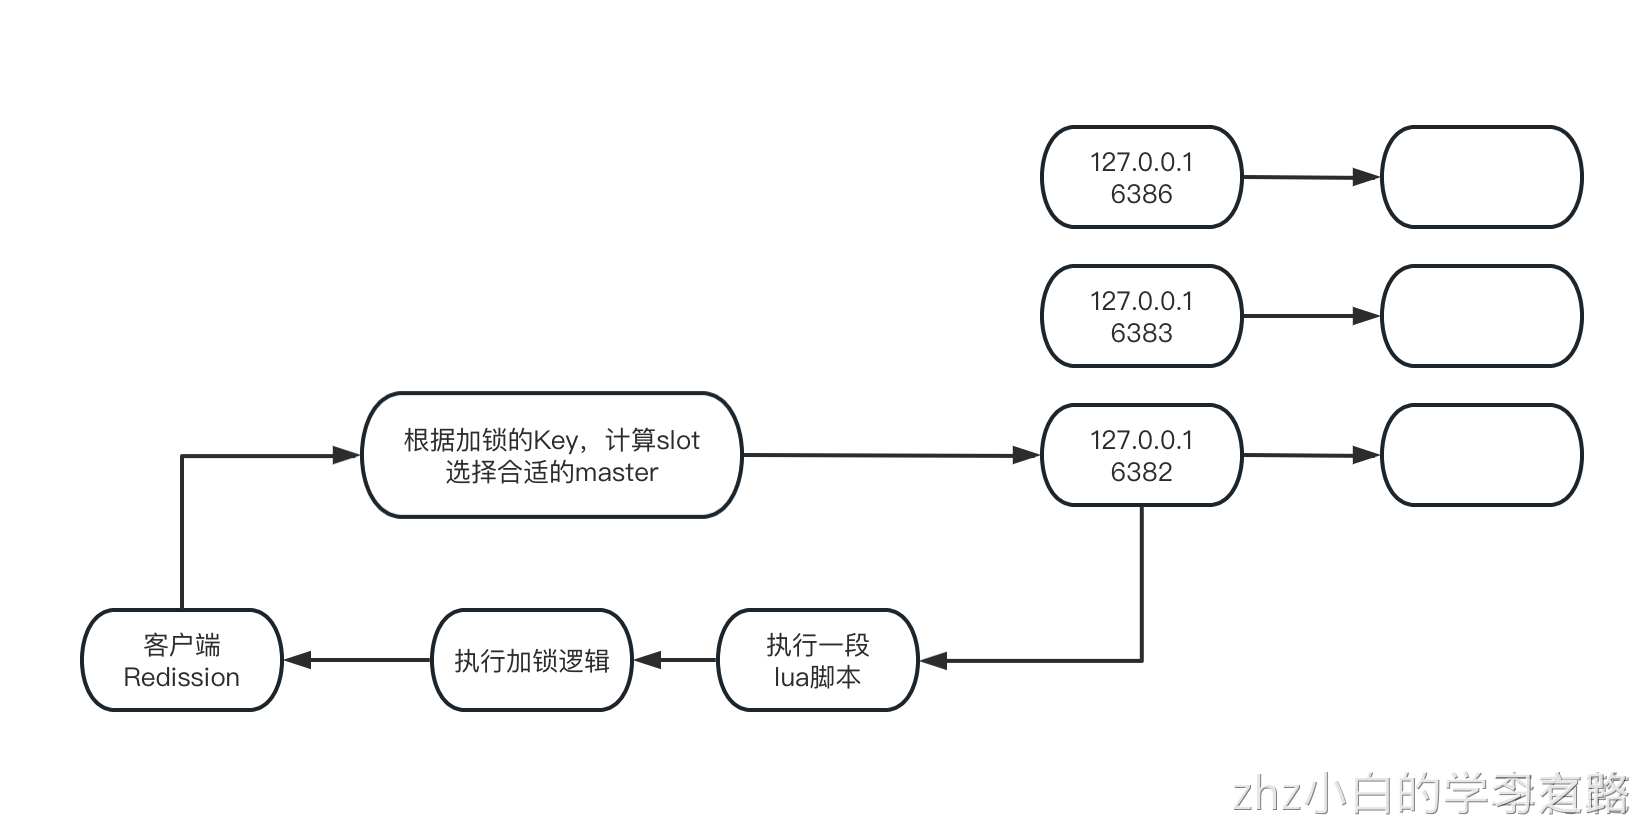 127.0.0.1
6386
127.0.0.1
6383
根据加锁的Key，计算slot
选择合适的master
127.0.0.1
6382
客户端
Redission
执行加锁逻辑
执行一段
lua脚本
zhz小白的学习之路